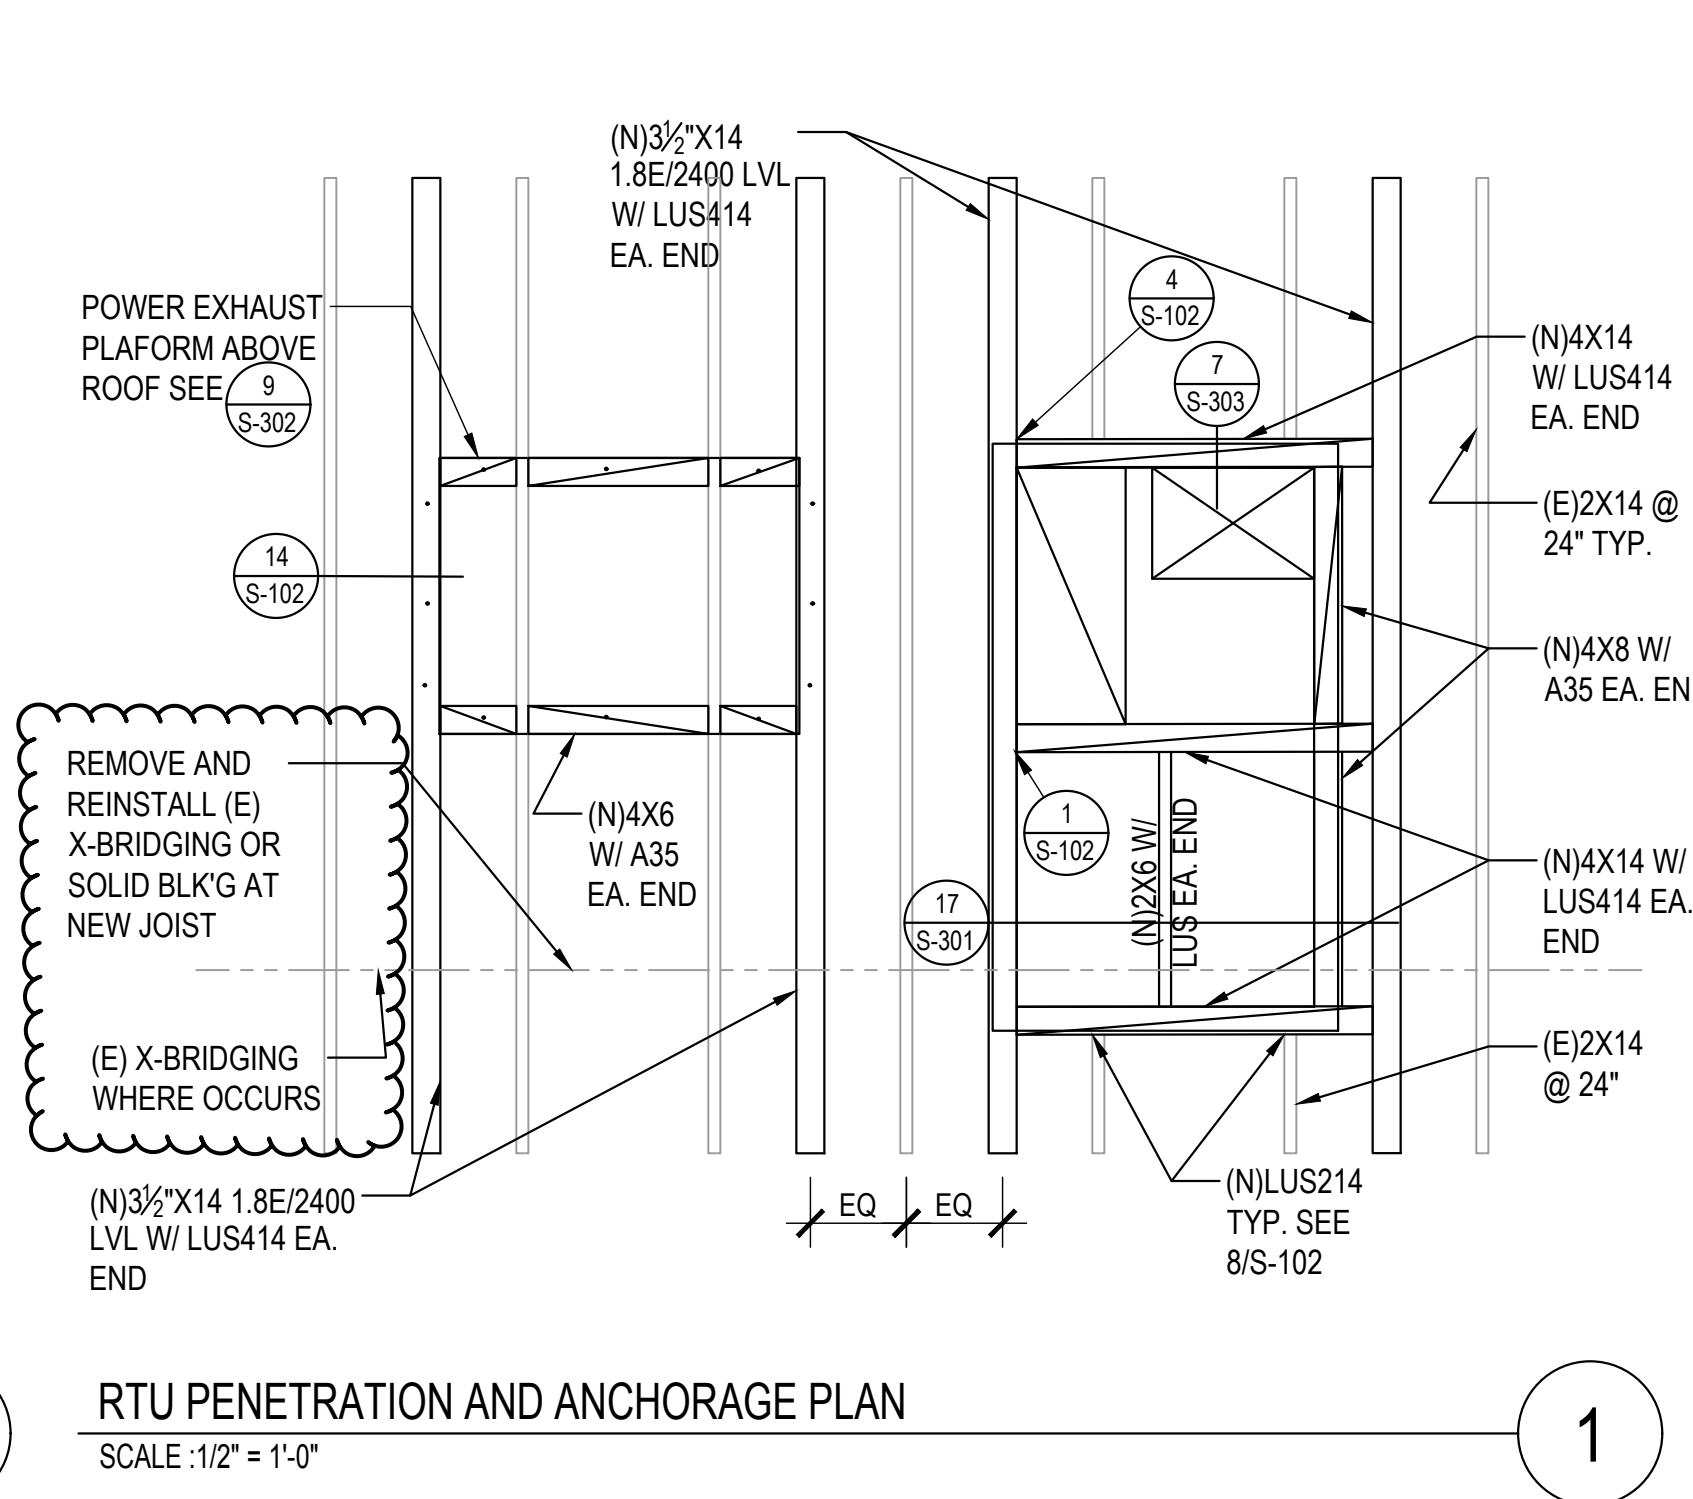 (N)3½"X14
1.8E/2400 LVL
W/ LUS414
EA. END
POWER EXHAUST
PLAFORM ABOVE
ROOF SEE
9
S-302
4
S-102
7
S-303
(N)4X14
W/ LUS414
EA. END
(E)2X14 @
24" TYP.
14
S-102
(N)4X8 W/
A35 EA. EN
REMOVE AND
REINSTALL (E)
X-BRIDGING OR
SOLID BLK'G AT
NEW JOIST
(N)4X6
W/ A35
EA. END
1
S-102
(N)2X6 W/
LUS EA. END
17
S-301
(N)4X14 W/
LUS414 EA.
END
(E) X-BRIDGING
WHERE OCCURS
(E)2X14
@ 24"
(N)3½"X14 1.8E/2400
LVL W/ LUS414 EA.
END
EQ
EQ
(N)LUS214
TYP. SEE
8/S-102
RTU PENETRATION AND ANCHORAGE PLAN
SCALE :1/2" = 1'-0"
1